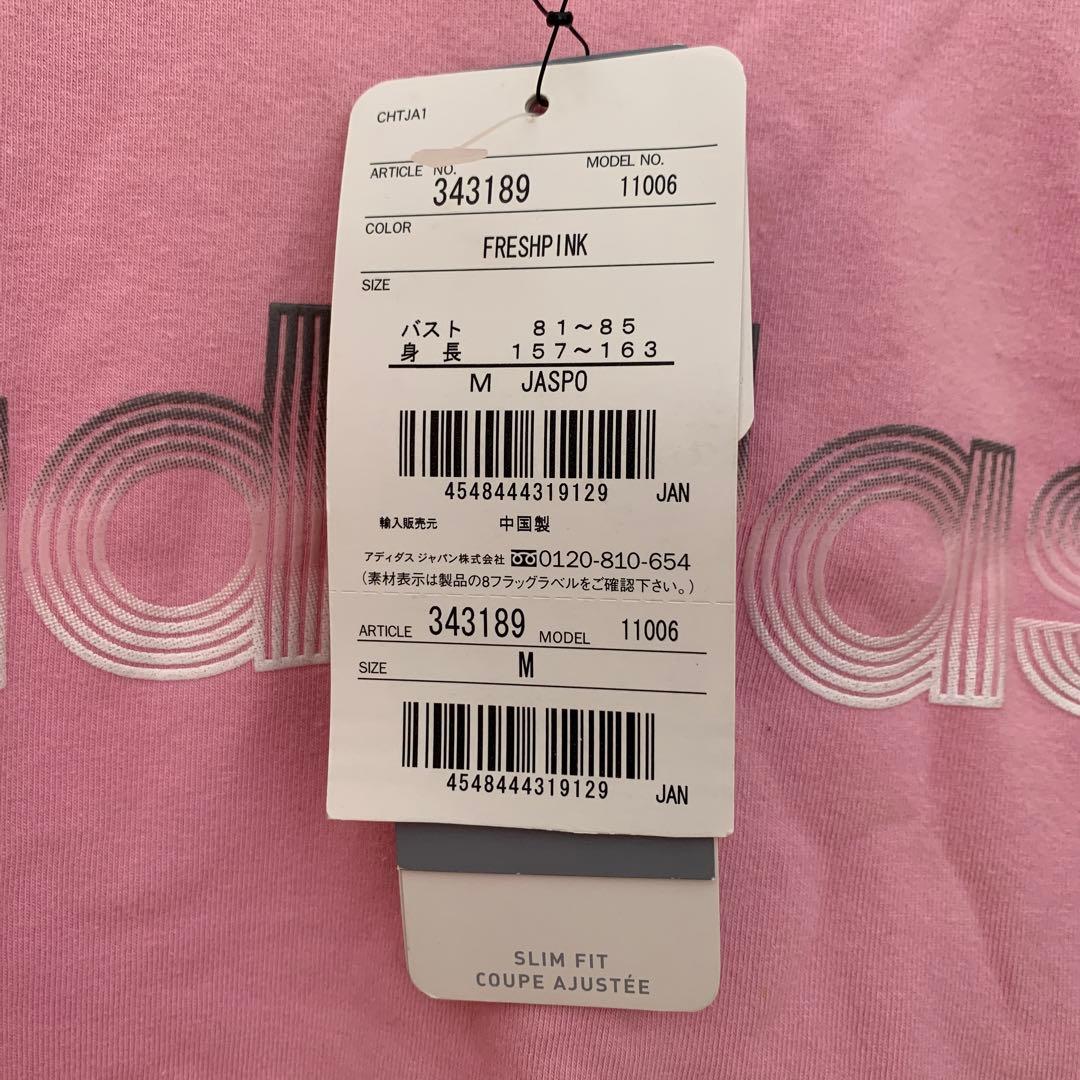 CHTJA1
ARTICLE NO. 343189 MODEL NO. 11006
COLOR
FRESHPINK
SIZE
バスト 81～85
身長 157～163
M JASPO
4548444319129 JAN
輸入販売元 中国製
アディダス ジャパン株式会社 0120-810-654
(素材表示は製品の8フラッグラベルをご確認下さい。)
ARTICLE 343189 MODEL 11006
SIZE M
4548444319129 JAN
SLIM FIT
COUPE AJUSTÉE
ad as